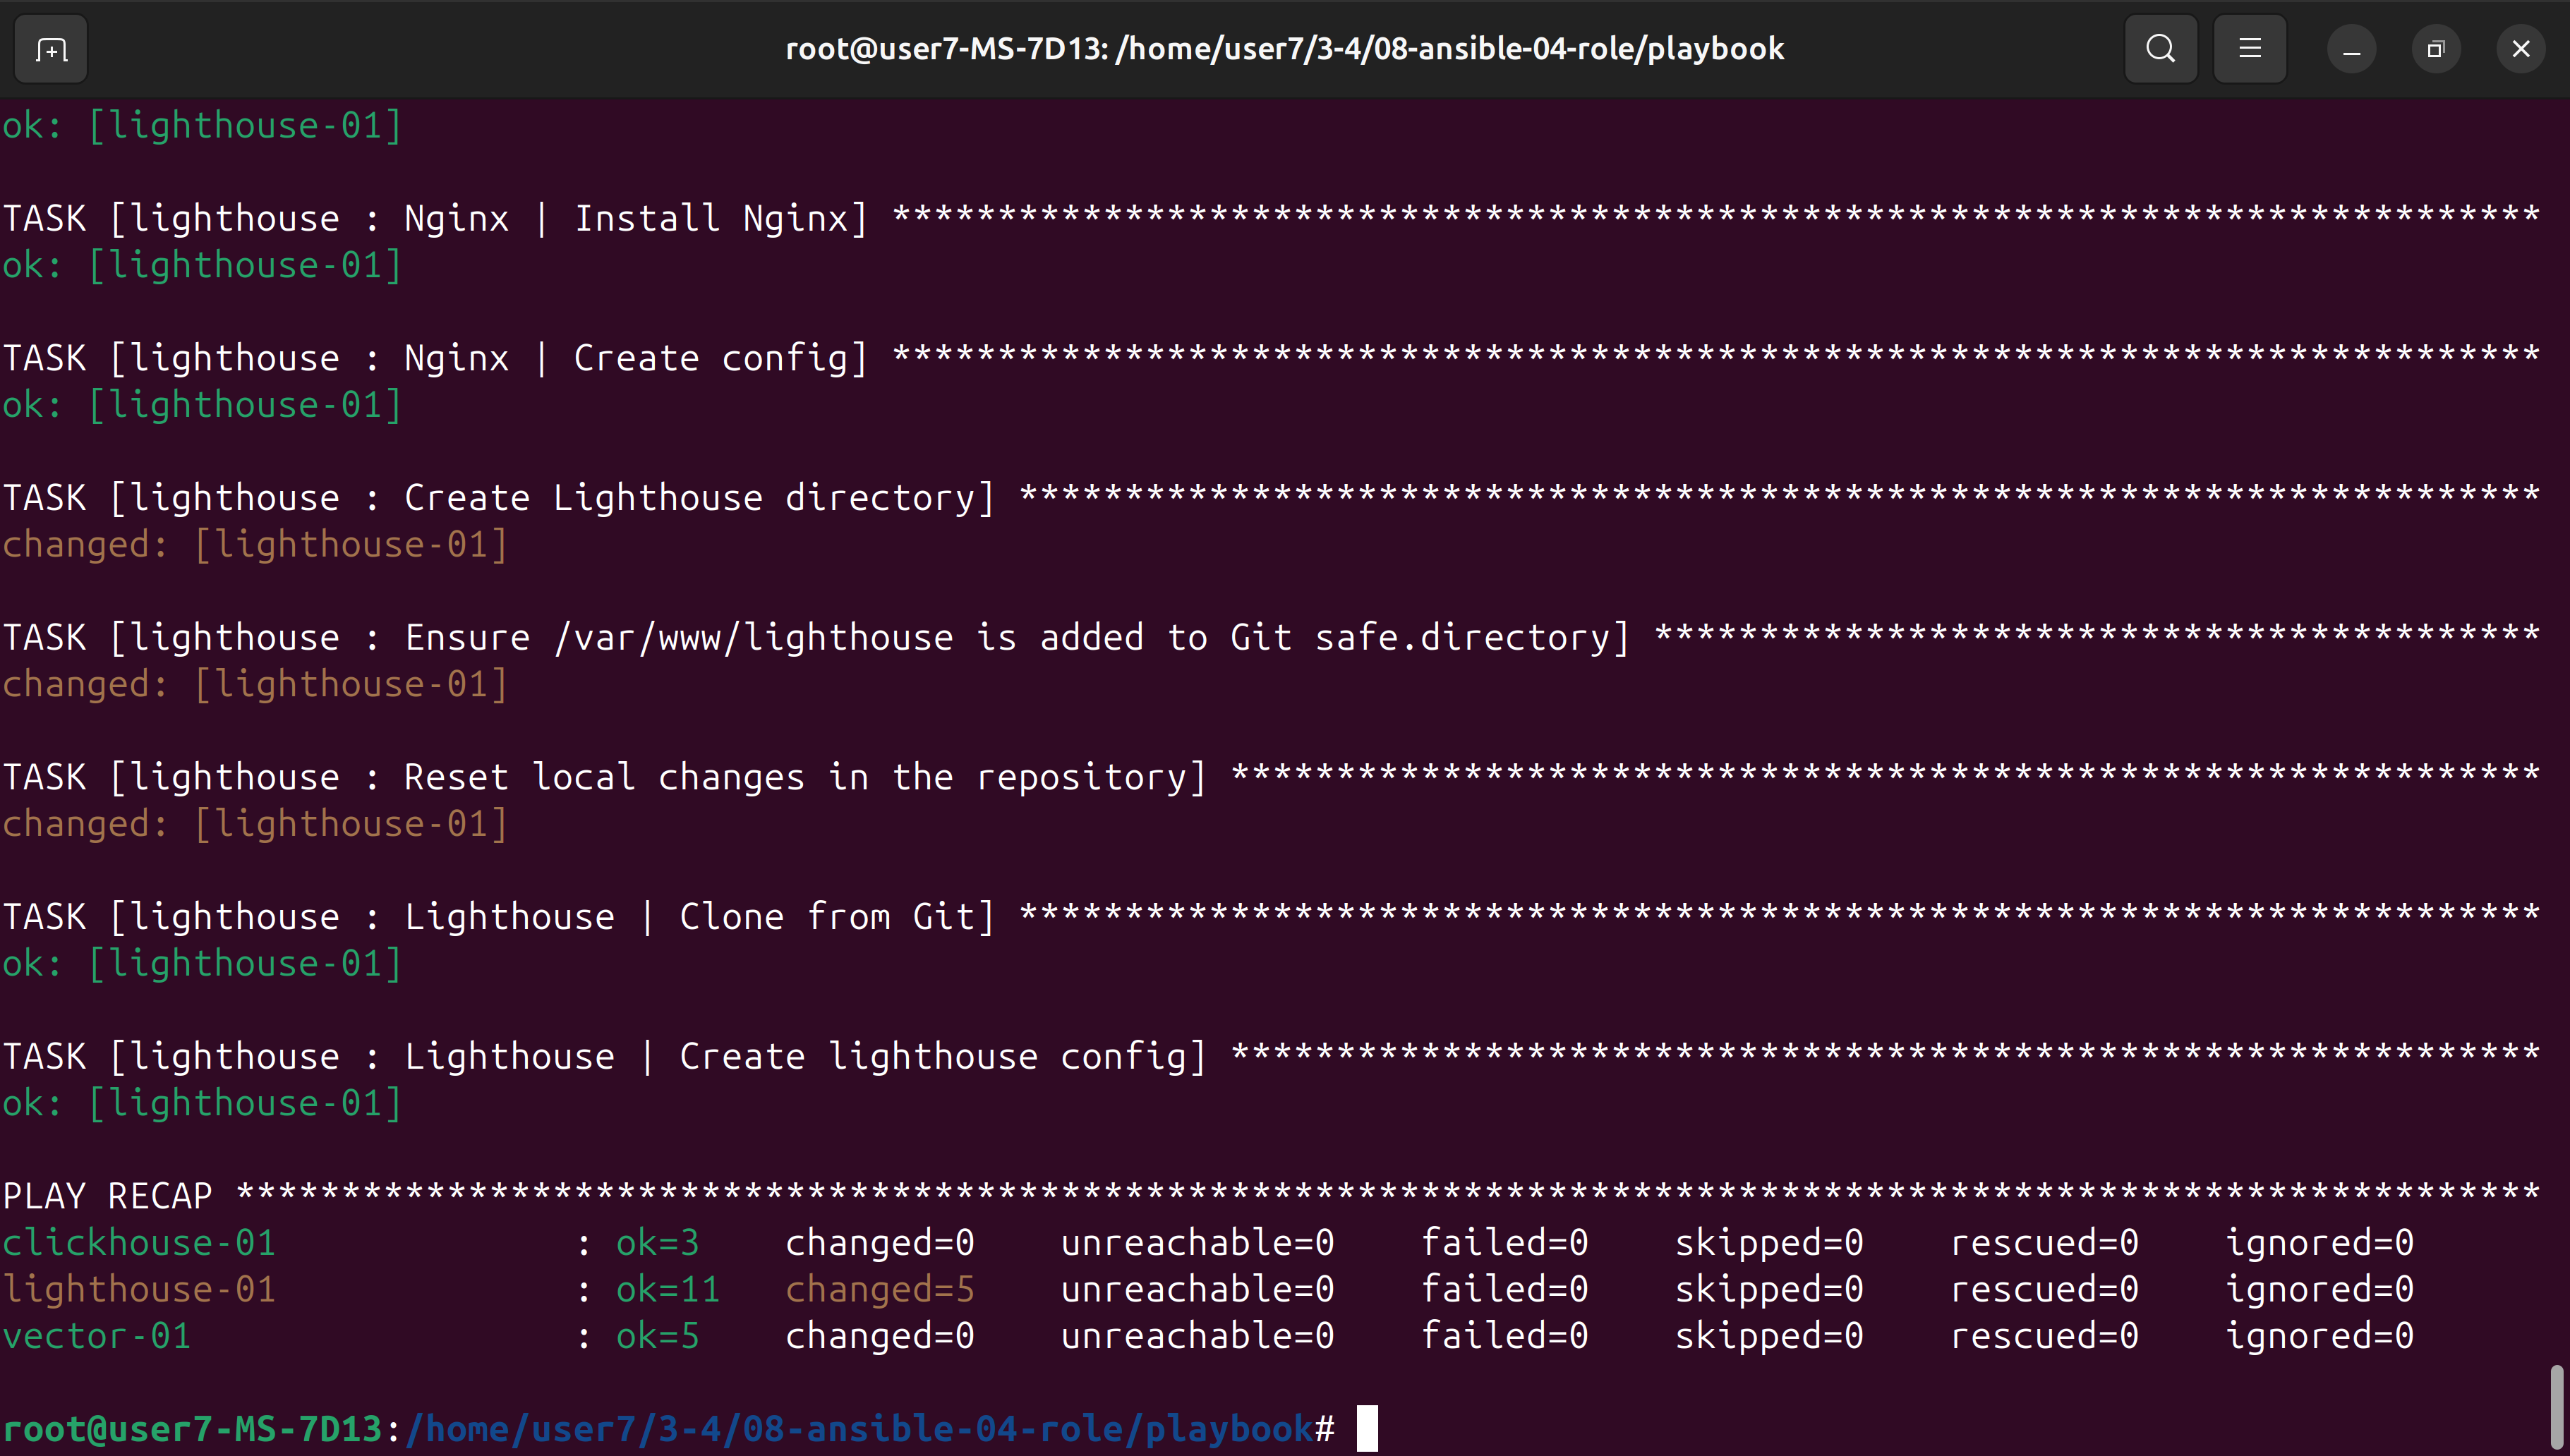 root@user7-MS-7D13: /home/user7/3-4/08-ansible-04-role/playbook
ok: [lighthouse-01]
TASK [lighthouse : Nginx | Install Nginx] ******************************************************************************
ok: [lighthouse-01]
TASK [lighthouse : Nginx | Create config] ******************************************************************************
ok: [lighthouse-01]
TASK [lighthouse : Create Lighthouse directory] ************************************************************************
changed: [lighthouse-01]
TASK [lighthouse : Ensure /var/www/lighthouse is added to Git safe.directory] ******************************************
changed: [lighthouse-01]
TASK [lighthouse : Reset local changes in the repository] **************************************************************
changed: [lighthouse-01]
TASK [lighthouse : Lighthouse | Clone from Git] ************************************************************************
ok: [lighthouse-01]
TASK [lighthouse : Lighthouse | Create lighthouse config] **************************************************************
ok: [lighthouse-01]
PLAY RECAP *************************************************************************************************************
clickhouse-01              : ok=3    changed=0    unreachable=0    failed=0    skipped=0    rescued=0    ignored=0
lighthouse-01              : ok=11   changed=5    unreachable=0    failed=0    skipped=0    rescued=0    ignored=0
vector-01                  : ok=5    changed=0    unreachable=0    failed=0    skipped=0    rescued=0    ignored=0
root@user7-MS-7D13:/home/user7/3-4/08-ansible-04-role/playbook#